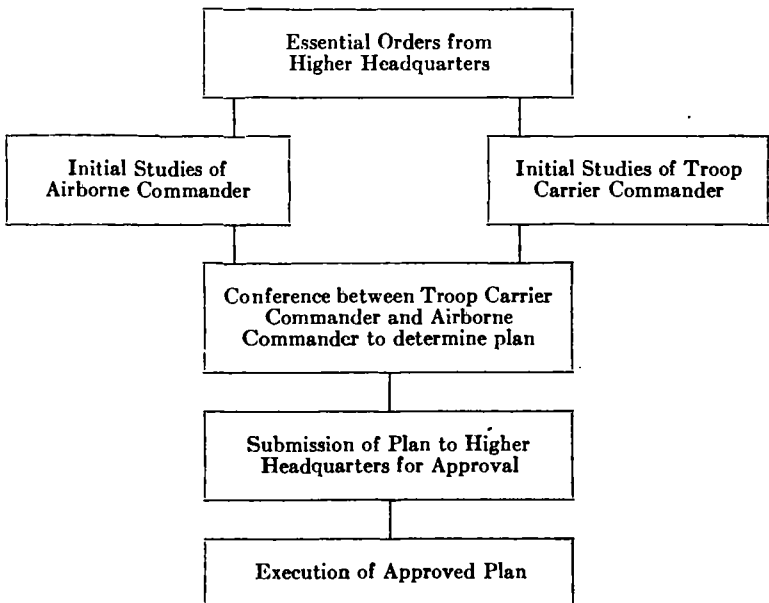 Essential Orders from
Higher Headquarters
Initial Studies of
Airborne Commander
Initial Studies of Troop
Carrier Commander
Conference between Troop Carrier
Commander and Airborne
Commander to determine plan
Submission of Plan to Higher
Headquarters for Approval
Execution of Approved Plan